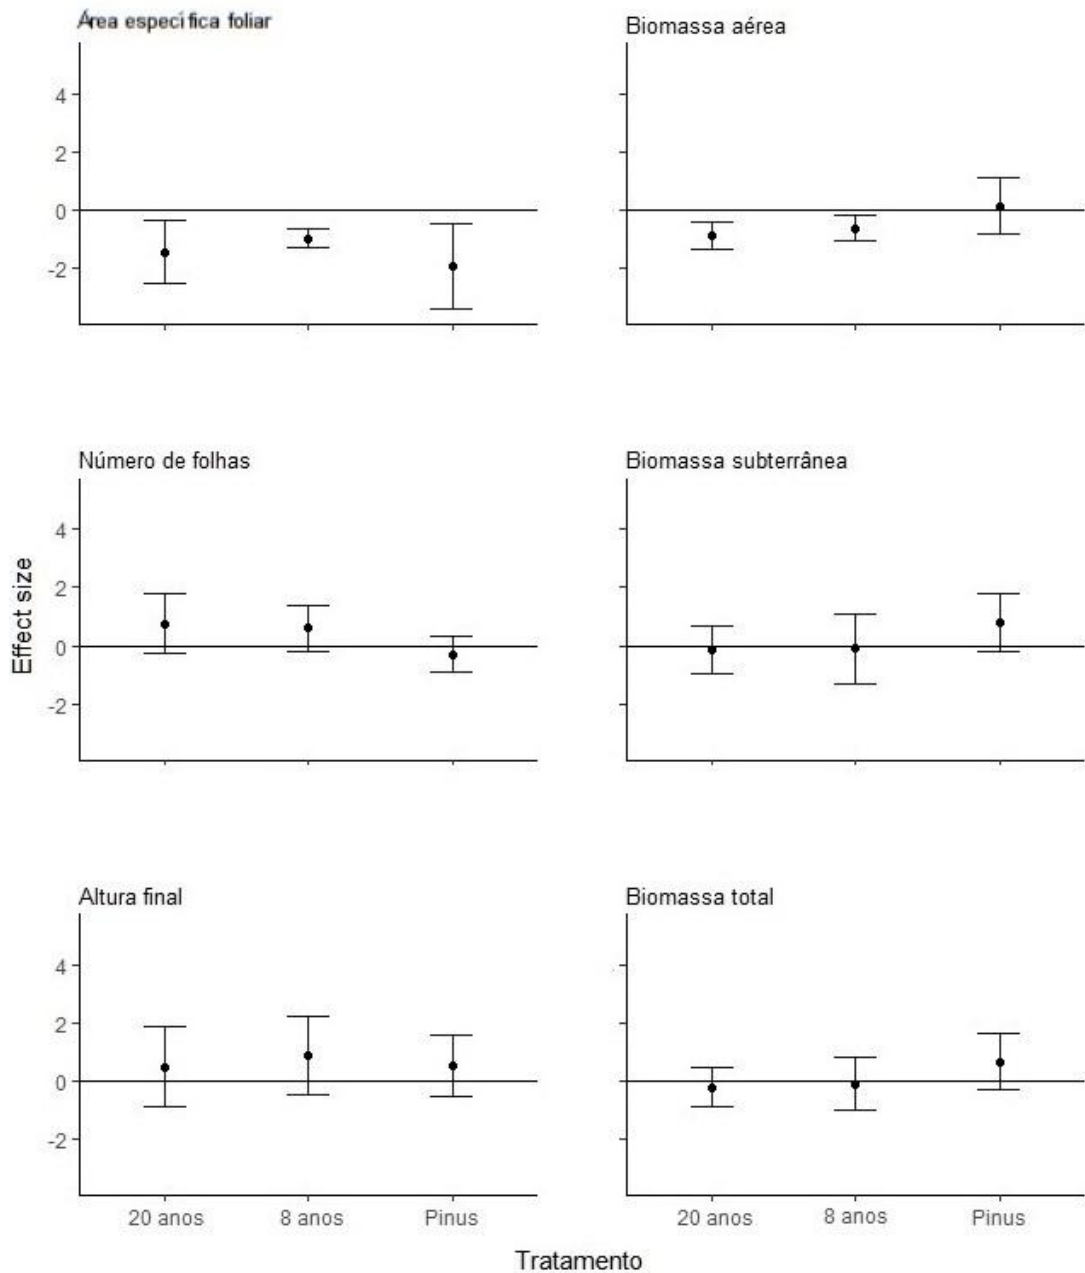 Área específica foliar
Biomassa aérea
4
2
0
-2
Número de folhas
Biomassa subterrânea
4
2
0
-2
Effect size
Altura final
Biomassa total
4
2
0
-2
20 anos
8 anos
Pinus
20 anos
8 anos
Pinus
Tratamento